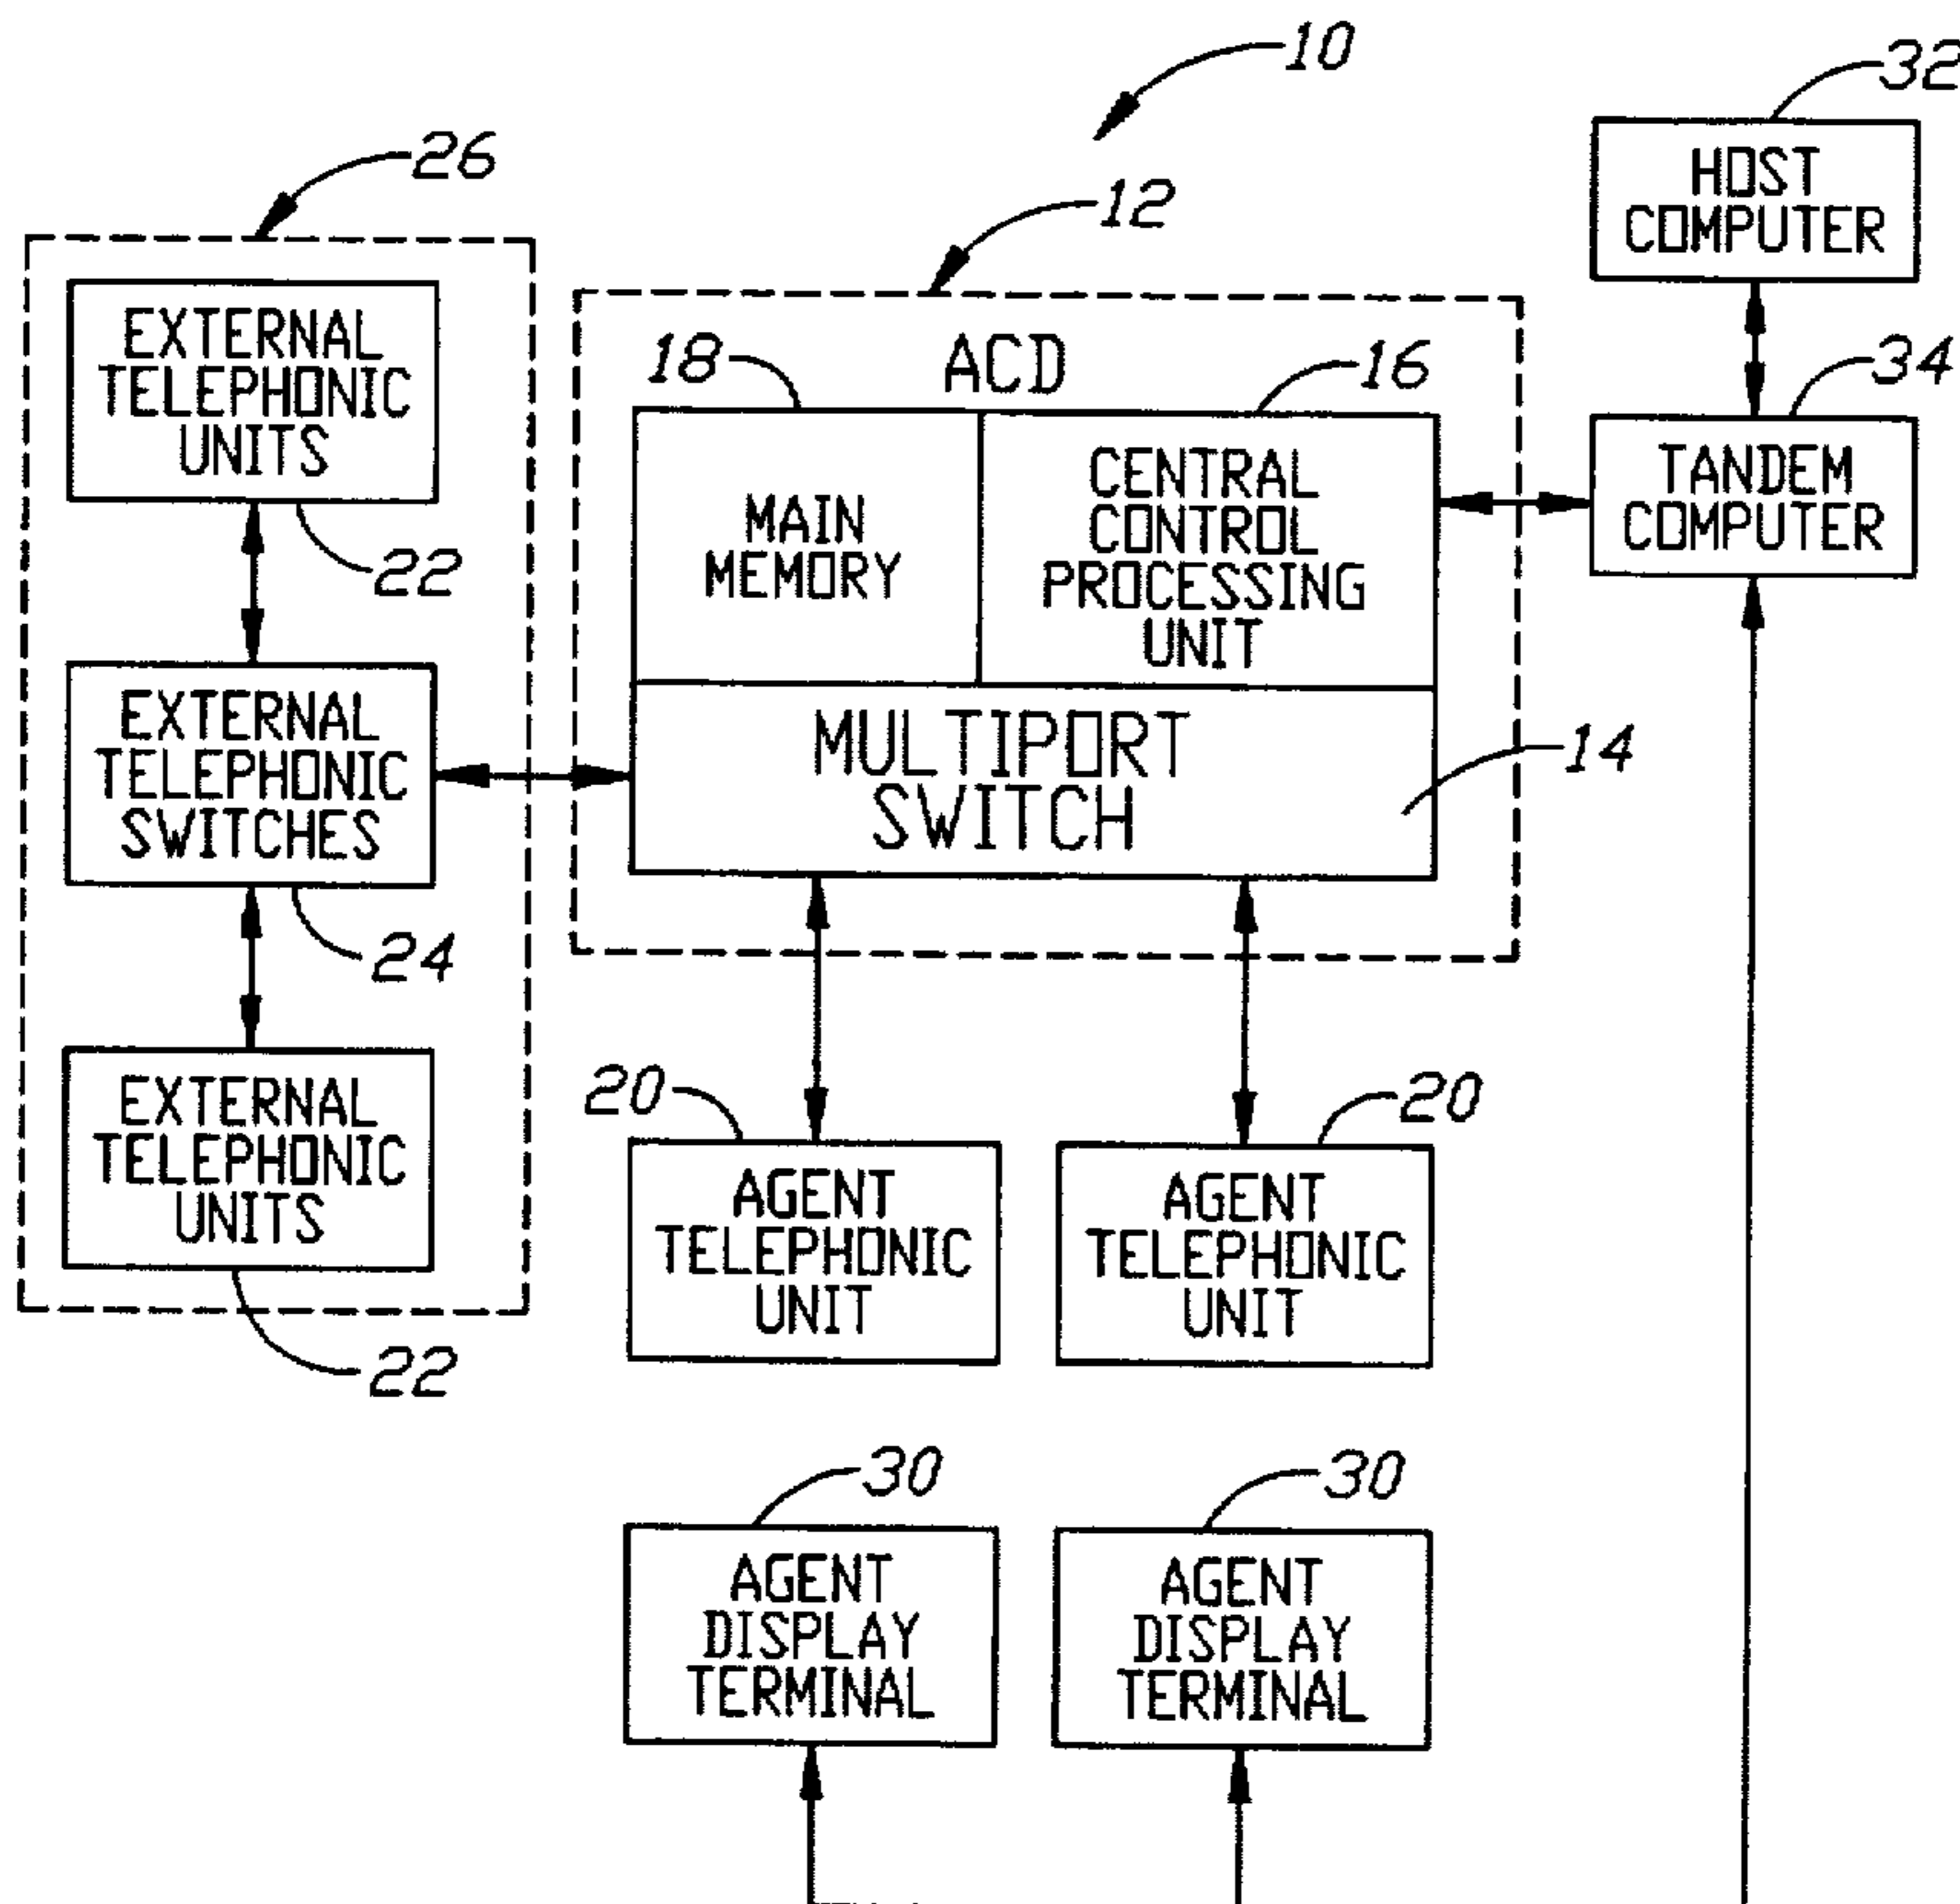 10
32
26
12
HOST
COMPUTER
EXTERNAL
TELEPHONIC
UNITS
22
18
ACD
16
34
MAIN
MEMORY
CENTRAL
CONTROL
PROCESSING
UNIT
TANDEM
COMPUTER
EXTERNAL
TELEPHONIC
SWITCHES
24
MULTIPORT
SWITCH
14
EXTERNAL
TELEPHONIC
UNITS
22
20
20
AGENT
TELEPHONIC
UNIT
AGENT
TELEPHONIC
UNIT
30
30
AGENT
DISPLAY
TERMINAL
AGENT
DISPLAY
TERMINAL